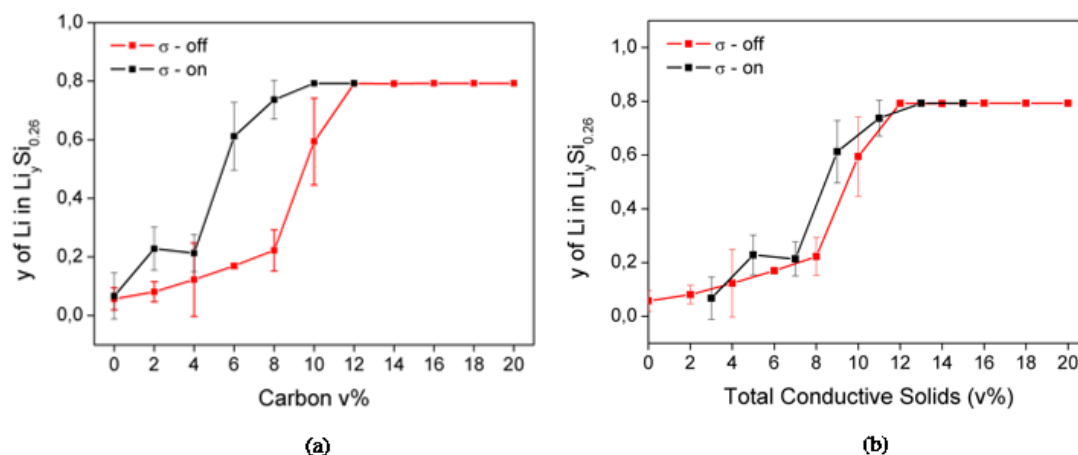 1,0
0,8
0,6
0,4
0,2
0,0
y of Li in LiySi0.26
σ - off
σ - on
0 2 4 6 8 10 12 14 16 18 20
Carbon v%
(a)
1,0
0,8
0,6
0,4
0,2
0,0
y of Li in LiySi0.26
σ - off
σ - on
0 2 4 6 8 10 12 14 16 18 20
Total Conductive Solids (v%)
(b)